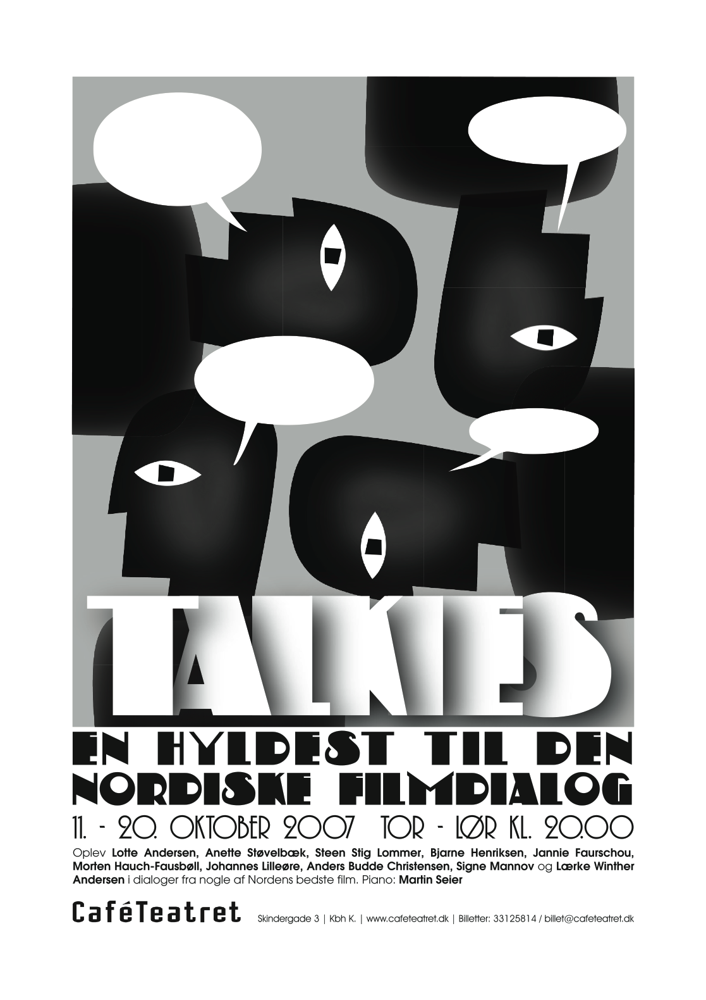 TALKIES
EN HYLDEST TIL DEN
NORDISKE FILMDIALOG
11. - 20. OKTOBER 2007 TOR - LØR KL. 20.00
Oplev Lotte Andersen, Anette Støvelbæk, Steen Stig Lommer, Bjarne Henriksen, Jannie Faurschou,
Morten Hauch-Fausbøll, Johannes Lilleøre, Anders Budde Christensen, Signe Mannov og Lærke Winther
Andersen i dialoger fra nogle af Nordens bedste film. Piano: Martin Seier
CaféTeatret Skindergade 3 | Kbh K. | www.cafeteatret.dk | Billetter: 33125814 / billet@cafeteatret.dk